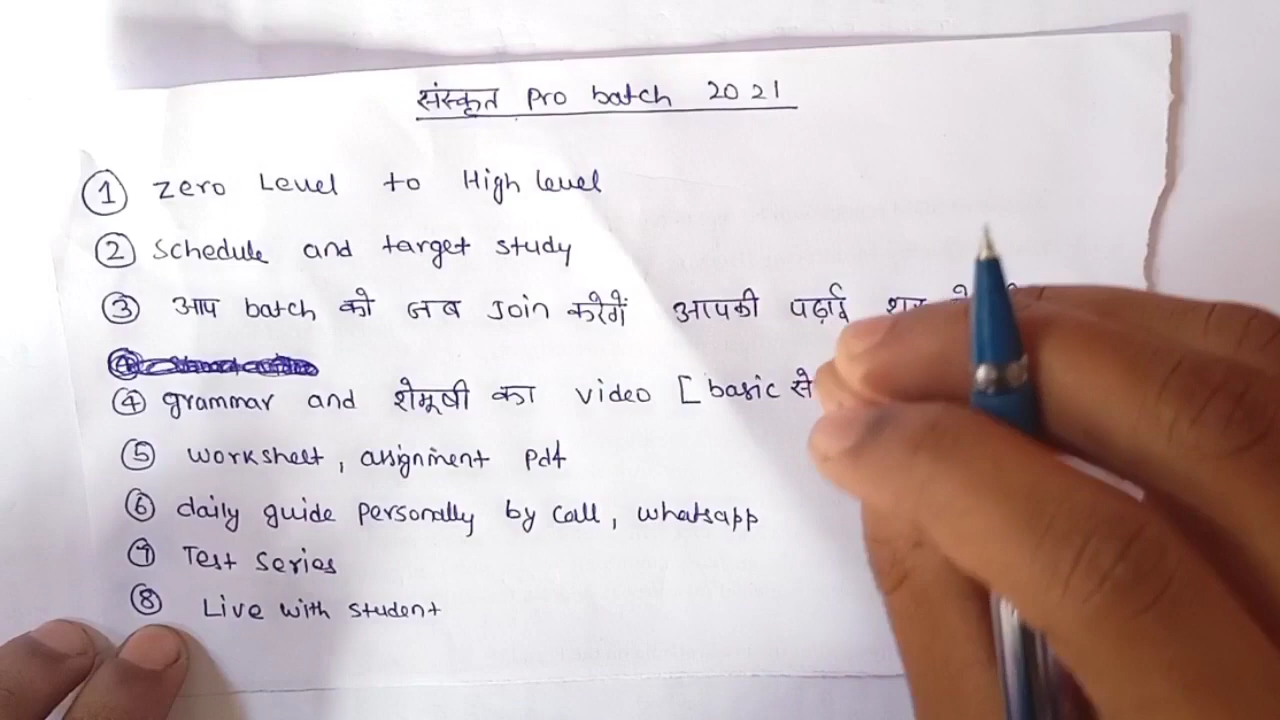 संस्कृत Pro batch 2021
① Zero Level to High level
② Schedule and target study
③ आप batch को जब Join करेगें आपकी पढ़ाई
④ grammar and शेमूषी का video [basic से
⑤ worksheet, assignment Pdf
⑥ daily guide personally by call, whatsapp
⑦ Test Series
⑧ Live with student